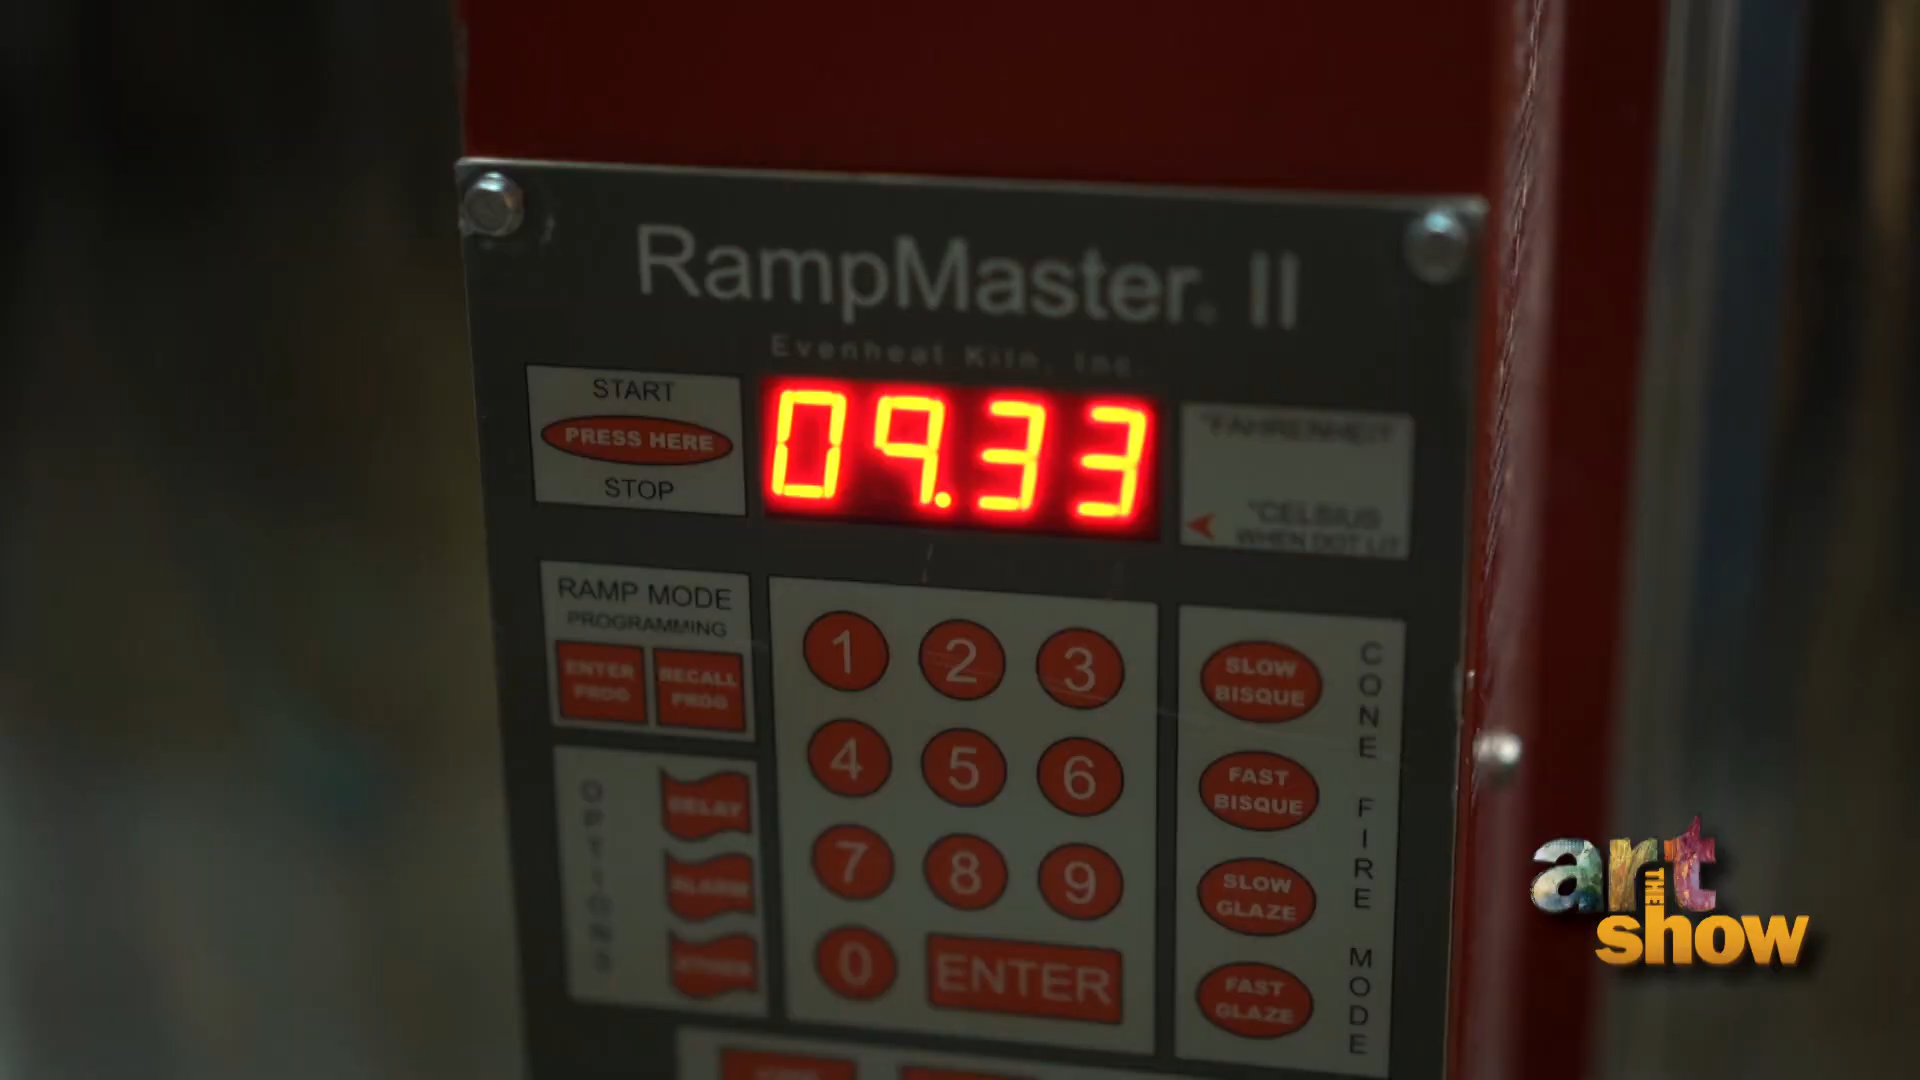 RampMaster® II
Evenheat Kiln, Inc.
START
PRESS HERE
STOP
09.33
°FAHRENHEIT
°CELSIUS
WHEN DOT LIT
RAMP MODE
PROGRAMMING
ENTER PROG
RECALL PROG
OPTIONS
DELAY
ALARM
OTHER
1 2 3
4 5 6
7 8 9
0 ENTER
SLOW BISQUE
FAST BISQUE
SLOW GLAZE
FAST GLAZE
CONE FIRE MODE
THE
art
show